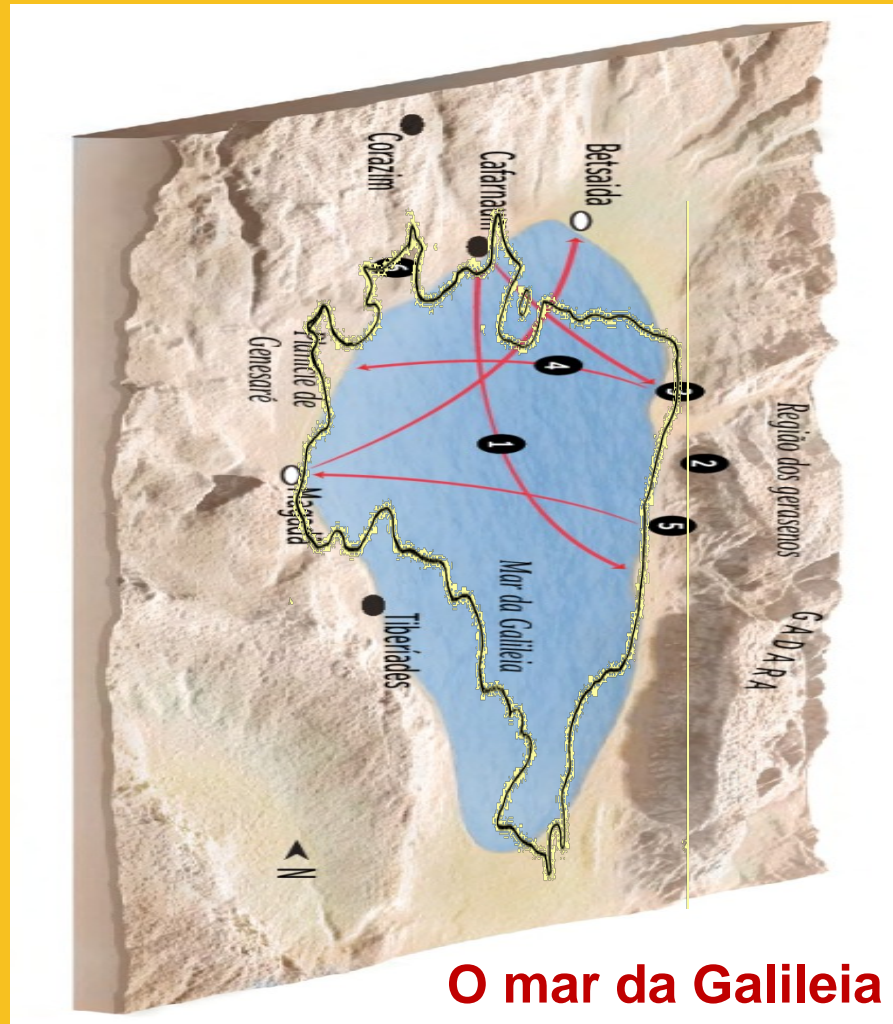 Betsaida
Cafarnaum
Corazim
Planície de
Genesaré
4
1
2
5
Região dos gerasenos
GADARA
Mar da Galileia
Tiberíades
N
O mar da Galileia